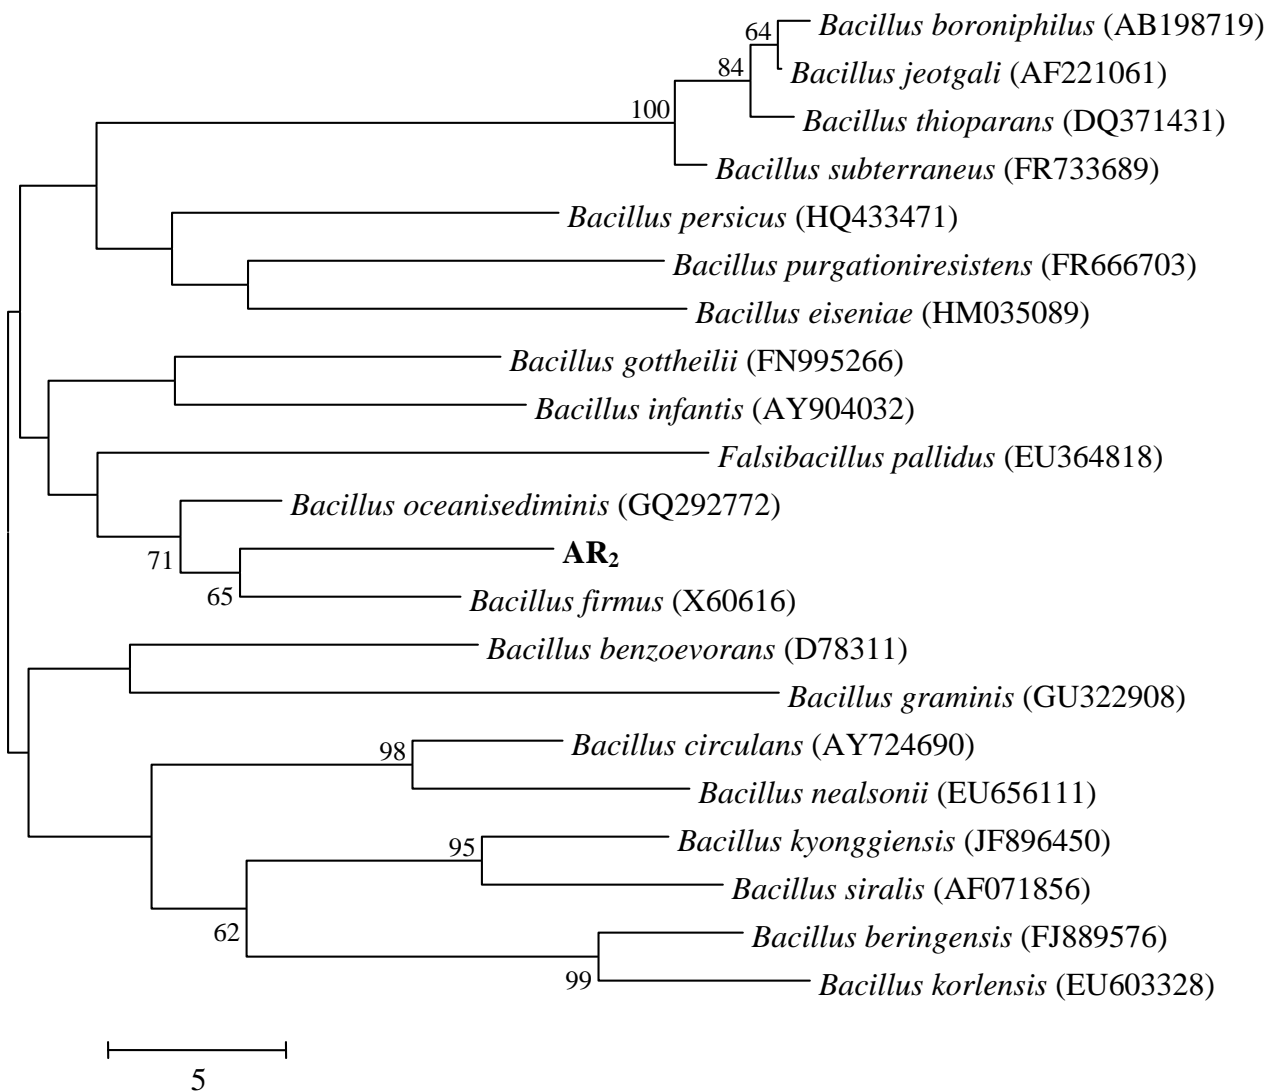 64
Bacillus boroniphilus (AB198719)
84
Bacillus jeotgali (AF221061)
100
Bacillus thioparans (DQ371431)
Bacillus subterraneus (FR733689)
Bacillus persicus (HQ433471)
Bacillus purgationiresistens (FR666703)
Bacillus eiseniae (HM035089)
Bacillus gottheilii (FN995266)
Bacillus infantis (AY904032)
Falsibacillus pallidus (EU364818)
Bacillus oceanisediminis (GQ292772)
71
AR₂
65
Bacillus firmus (X60616)
Bacillus benzoevorans (D78311)
Bacillus graminis (GU322908)
98
Bacillus circulans (AY724690)
Bacillus nealsonii (EU656111)
95
Bacillus kyonggiensis (JF896450)
Bacillus siralis (AF071856)
62
Bacillus beringensis (FJ889576)
99
Bacillus korlensis (EU603328)
5